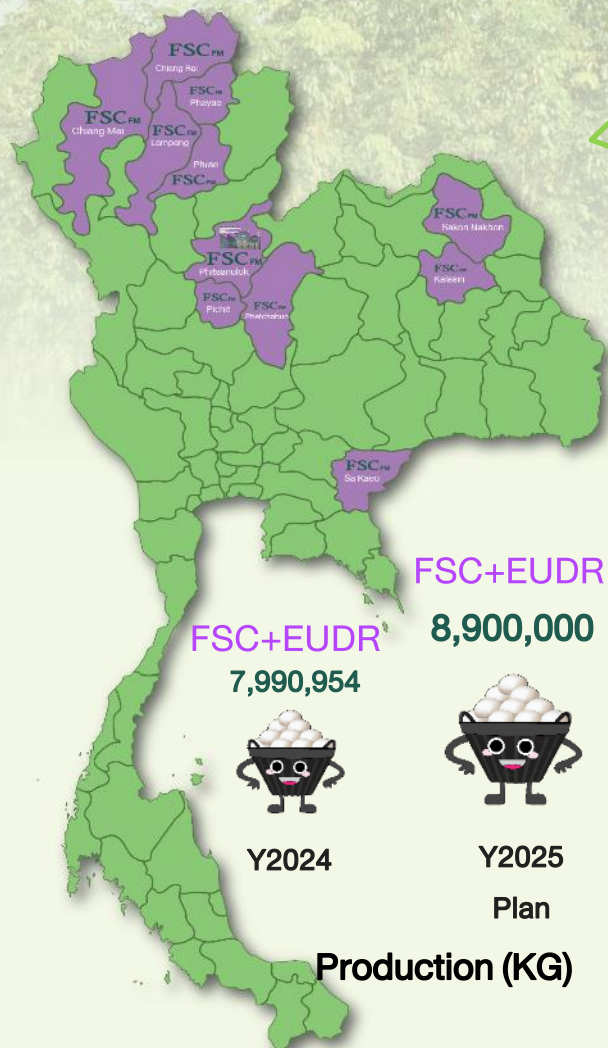 FSC FM
Chiang Rai
FSC FM
Phayao
FSC FM
Chiang Mai
FSC FM
Lampang
Phrae
FSC FM
FSC FM
Sakon Nakhon
FSC FM
Phitsanulok
FSC FM
FSC FM
Pichit
FSC FM
Phetchabun
FSC FM
Sa Kaeo
FSC+EUDR
8,900,000
FSC+EUDR
7,990,954
Y2024
Y2025
Plan
Production (KG)